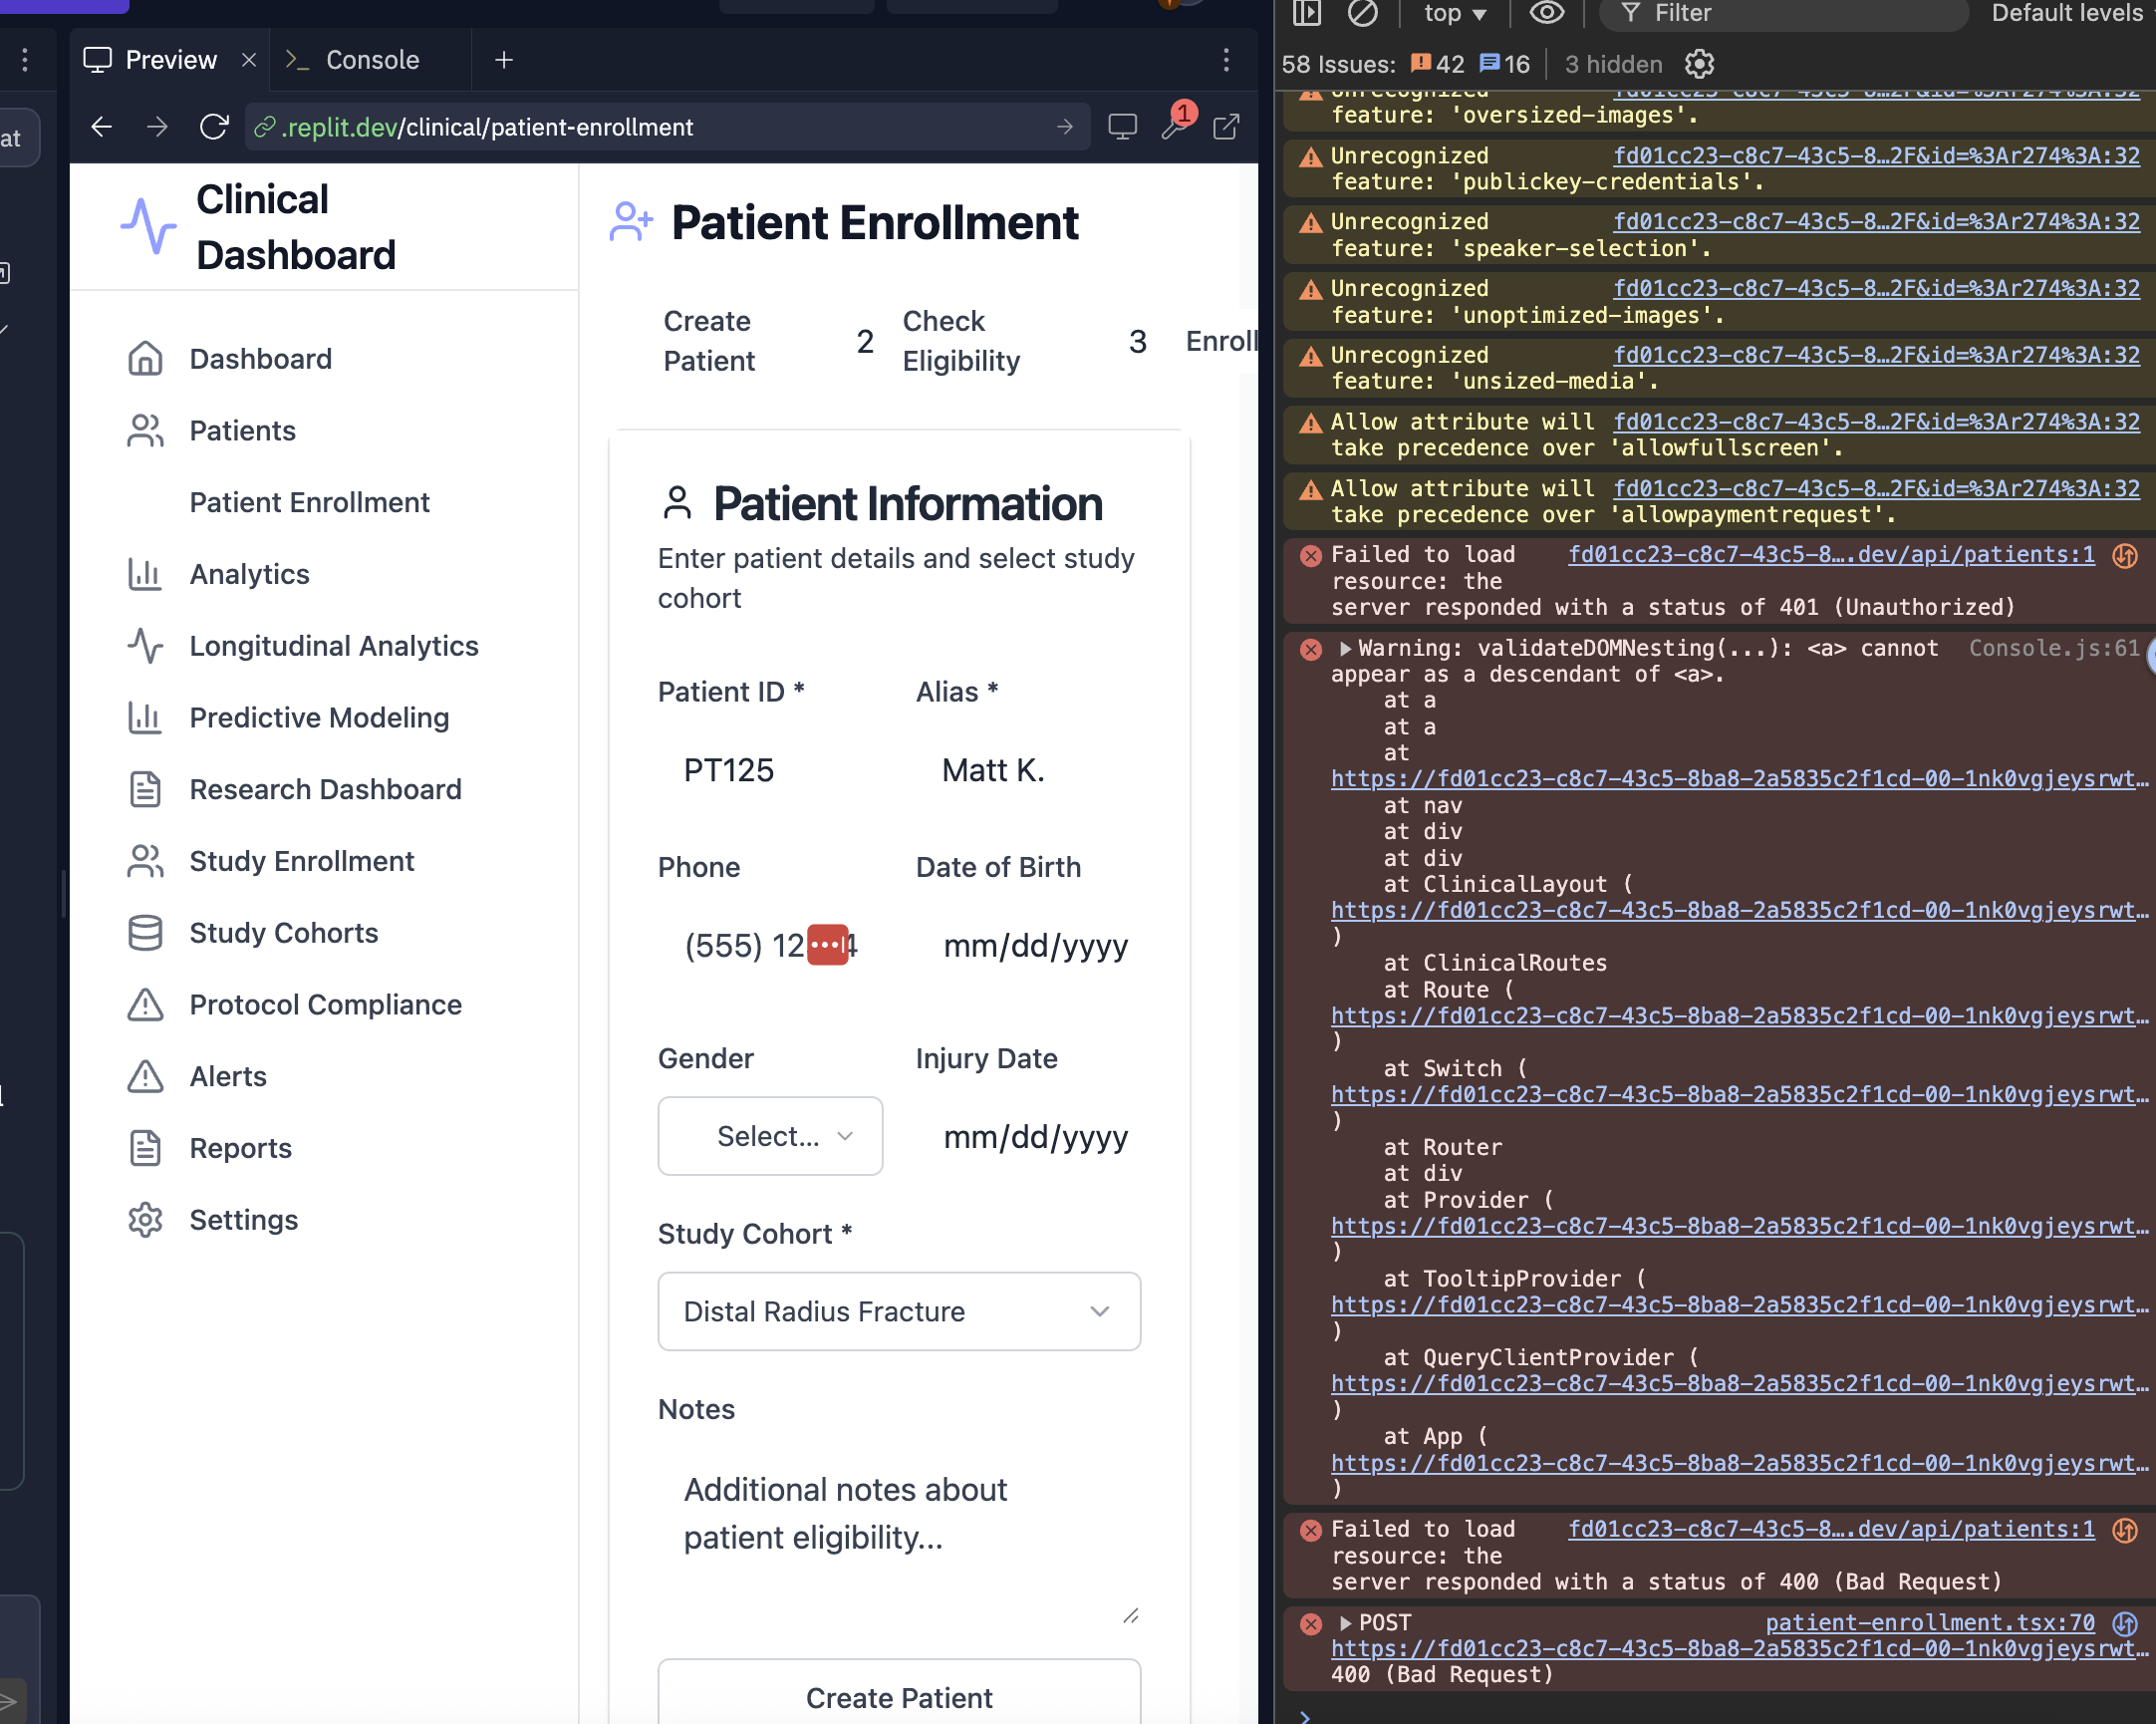 at
Preview
Console
.replit.dev/clinical/patient-enrollment
1
Clinical
Dashboard
Dashboard
Patients
Patient Enrollment
Analytics
Longitudinal Analytics
Predictive Modeling
Research Dashboard
Study Enrollment
Study Cohorts
Protocol Compliance
Alerts
Reports
Settings
Patient Enrollment
Create
Patient
2
Check
Eligibility
3
Enroll
Patient Information
Enter patient details and select study
cohort
Patient ID *
Alias *
PT125
Matt K.
Phone
Date of Birth
(555) 12
4
mm/dd/yyyy
Gender
Injury Date
Select...
mm/dd/yyyy
Study Cohort *
Distal Radius Fracture
Notes
Additional notes about
patient eligibility...
Create Patient
top
Filter
Default levels
58 Issues: 42 16 3 hidden
Unrecognized fd01cc23-c8c7-43c5-8…2F&id=%3Ar274%3A:32
feature: 'oversized-images'.
Unrecognized fd01cc23-c8c7-43c5-8…2F&id=%3Ar274%3A:32
feature: 'publickey-credentials'.
Unrecognized fd01cc23-c8c7-43c5-8…2F&id=%3Ar274%3A:32
feature: 'speaker-selection'.
Unrecognized fd01cc23-c8c7-43c5-8…2F&id=%3Ar274%3A:32
feature: 'unoptimized-images'.
Unrecognized fd01cc23-c8c7-43c5-8…2F&id=%3Ar274%3A:32
feature: 'unsized-media'.
Allow attribute will fd01cc23-c8c7-43c5-8…2F&id=%3Ar274%3A:32
take precedence over 'allowfullscreen'.
Allow attribute will fd01cc23-c8c7-43c5-8…2F&id=%3Ar274%3A:32
take precedence over 'allowpaymentrequest'.
Failed to load fd01cc23-c8c7-43c5-8….dev/api/patients:1
resource: the
server responded with a status of 401 (Unauthorized)
Warning: validateDOMNesting(...): <a> cannot Console.js:61
appear as a descendant of <a>.
at a
at a
at
https://fd01cc23-c8c7-43c5-8ba8-2a5835c2f1cd-00-1nk0vgjeysrwt…
at nav
at div
at div
at ClinicalLayout (
https://fd01cc23-c8c7-43c5-8ba8-2a5835c2f1cd-00-1nk0vgjeysrwt…
)
at ClinicalRoutes
at Route (
https://fd01cc23-c8c7-43c5-8ba8-2a5835c2f1cd-00-1nk0vgjeysrwt…
)
at Switch (
https://fd01cc23-c8c7-43c5-8ba8-2a5835c2f1cd-00-1nk0vgjeysrwt…
)
at Router
at div
at Provider (
https://fd01cc23-c8c7-43c5-8ba8-2a5835c2f1cd-00-1nk0vgjeysrwt…
)
at TooltipProvider (
https://fd01cc23-c8c7-43c5-8ba8-2a5835c2f1cd-00-1nk0vgjeysrwt…
)
at QueryClientProvider (
https://fd01cc23-c8c7-43c5-8ba8-2a5835c2f1cd-00-1nk0vgjeysrwt…
)
at App (
https://fd01cc23-c8c7-43c5-8ba8-2a5835c2f1cd-00-1nk0vgjeysrwt…
)
Failed to load fd01cc23-c8c7-43c5-8….dev/api/patients:1
resource: the
server responded with a status of 400 (Bad Request)
POST patient-enrollment.tsx:70
https://fd01cc23-c8c7-43c5-8ba8-2a5835c2f1cd-00-1nk0vgjeysrwt…
400 (Bad Request)